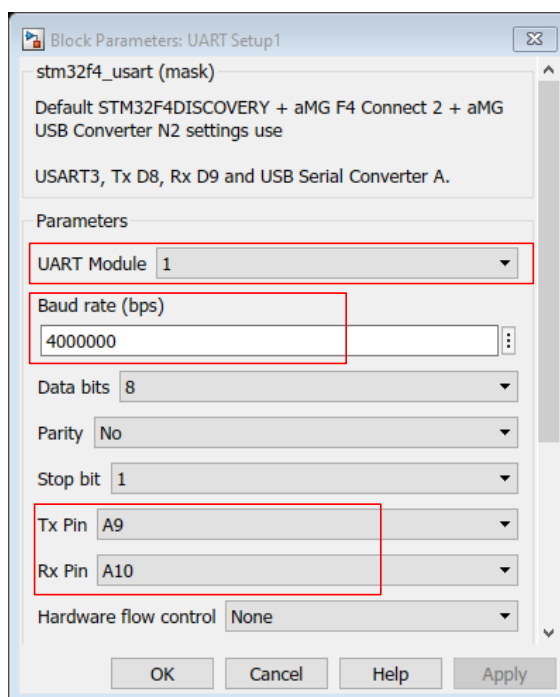 Block Parameters: UART Setup1
stm32f4_usart (mask)
Default STM32F4DISCOVERY + aMG F4 Connect 2 + aMG
USB Converter N2 settings use
USART3, Tx D8, Rx D9 and USB Serial Converter A.
Parameters
UART Module 1
Baud rate (bps)
4000000
Data bits 8
Parity No
Stop bit 1
Tx Pin A9
Rx Pin A10
Hardware flow control None
OK Cancel Help Apply